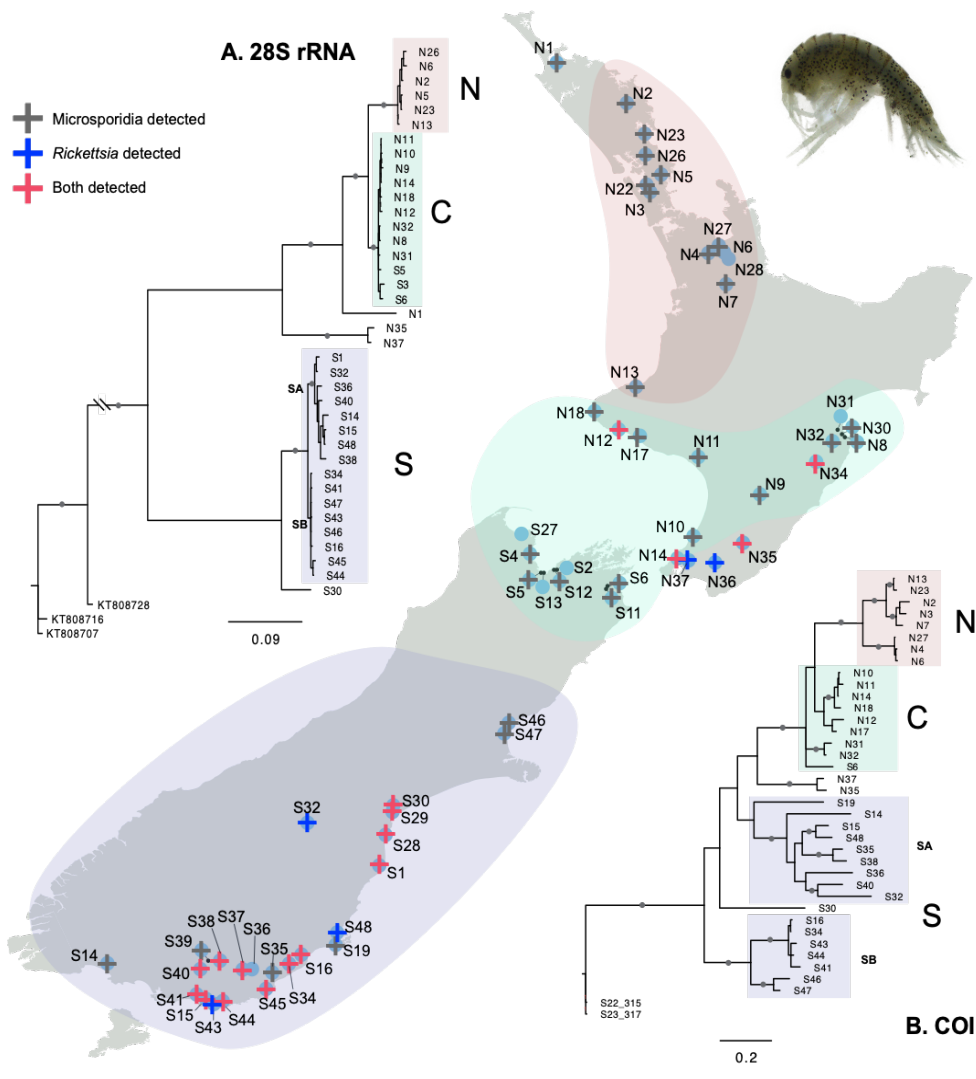 A. 28S rRNA
Microsporidia detected
Rickettsia detected
Both detected
N26
N6
N2
N5
N23
N13
N
N11
N10
N9
N14
N18
N12
N32
N8
N31
S5
S3
S6
C
N1
N35
N37
S1
S32
SA
S36
S40
S14
S15
S48
S38
S
S34
S41
S47
S43
SB
S46
S16
S45
S44
S30
KT808728
KT808716
KT808707
0.09
N1
N2
N23
N26
N5
N22
N3
N27
N6
N4
N28
N7
N13
N18
N12
N17
N11
N31
N30
N32
N8
N34
N9
N10
N14
N35
N37
N36
S27
S4
S2
S6
S5
S13
S12
S11
S46
S47
S32
S30
S29
S28
S1
S48
S19
S38
S37
S36
S39
S35
S14
S16
S40
S34
S41
S45
S15
S44
S43
N13
N23
N2
N3
N7
N27
N4
N6
N
N10
N11
N14
N18
N12
N17
N31
N32
S6
C
N37
N35
S19
S14
S15
S48
S35
SA
S38
S36
S40
S32
S30
S
S16
S34
S43
S44
SB
S41
S46
S47
S22_315
S23_317
0.2
B. COI